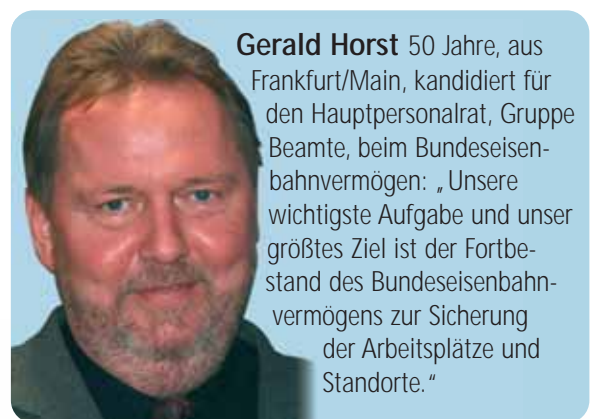 Gerald Horst 50 Jahre, aus
Frankfurt/Main, kandidiert für
den Hauptpersonalrat, Gruppe
Beamte, beim Bundeseisen-
bahnvermögen: „Unsere
wichtigste Aufgabe und unser
größtes Ziel ist der Fortbe-
stand des Bundeseisenbahn-
vermögens zur Sicherung
der Arbeitsplätze und
Standorte.“